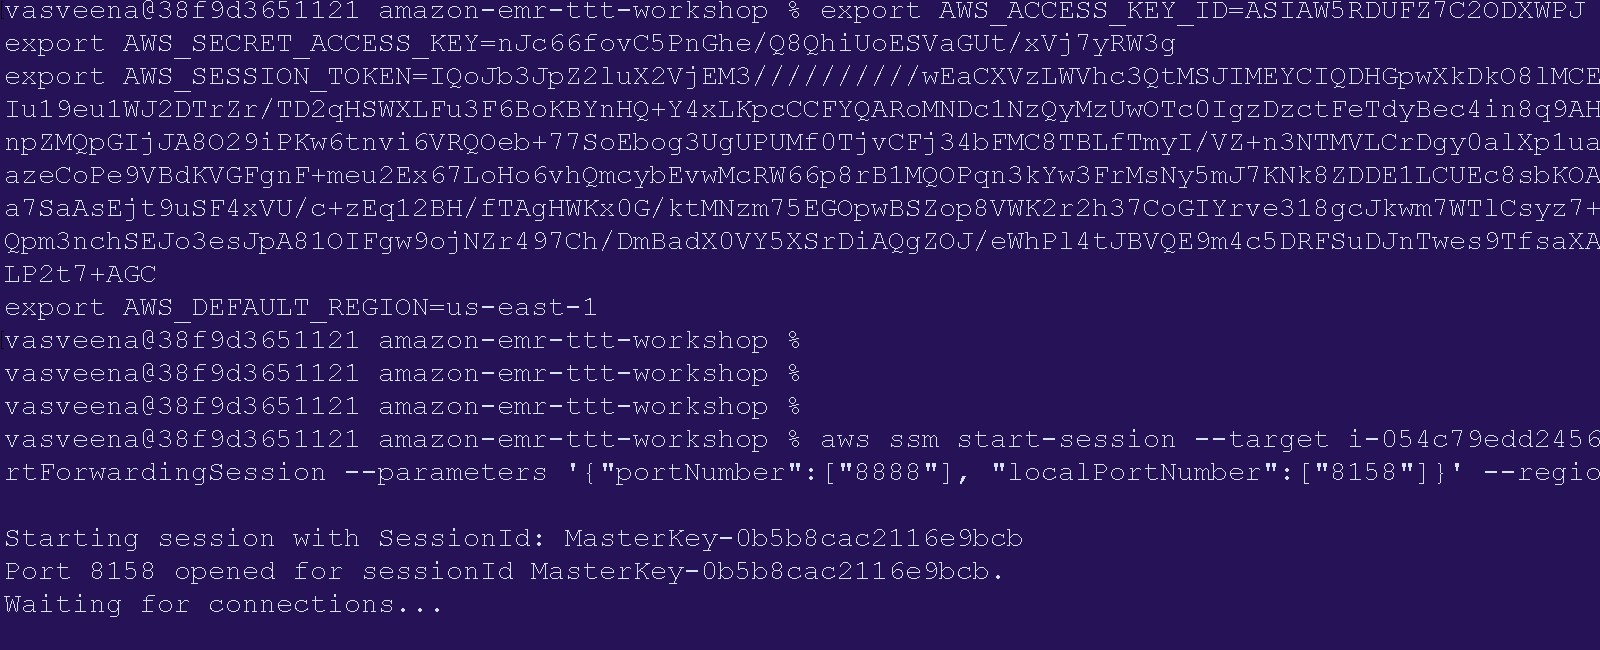 vasveena@38f9d3651121 amazon-emr-ttt-workshop % export AWS_ACCESS_KEY_ID=ASIAW5RDUFZ7C2ODXWPJ
export AWS_SECRET_ACCESS_KEY=nJc66fovC5PnGhe/Q8QhiUoESVaGUt/xVj7yRW3g
export AWS_SESSION_TOKEN=IQoJb3JpZ2luX2VjEM3//////////wEaCXVzLWVhc3QtMSJIMEYCIQDHGpwXkDkO8lMCE
Iu19eu1WJ2DTrZr/TD2qHSWXLFu3F6BoKBYnHQ+Y4xLKpcCCFYQARoMNDc1NzQyMzUwOTc0IgzDzctFeTdyBec4in8q9AH
npZMQpGIjJA8O29iPKw6tnvi6VRQOeb+77SoEbog3UgUPUMf0TjvCFj34bFMC8TBLfTmyI/VZ+n3NTMVLCrDgy0alXp1ua
azeCoPe9VBdKVGFgnF+meu2Ex67LoHo6vhQmcybEvwMcRW66p8rB1MQOPqn3kYw3FrMsNy5mJ7KNk8ZDDE1LCUEc8sbKOA
a7SaAsEjt9uSF4xVU/c+zEq12BH/fTAgHWKx0G/ktMNzm75EGOpwBSZop8VWK2r2h37CoGIYrve318gcJkwm7WTlCsyz7+
Qpm3nchSEJo3esJpA81OIFgw9ojNZr497Ch/DmBadX0VY5XSrDiAQgZOJ/eWhPl4tJBVQE9m4c5DRFSuDJnTwes9TfsaXA
LP2t7+AGC
export AWS_DEFAULT_REGION=us-east-1
vasveena@38f9d3651121 amazon-emr-ttt-workshop %
vasveena@38f9d3651121 amazon-emr-ttt-workshop %
vasveena@38f9d3651121 amazon-emr-ttt-workshop %
vasveena@38f9d3651121 amazon-emr-ttt-workshop % aws ssm start-session --target i-054c79edd2456
rtForwardingSession --parameters '{"portNumber":["8888"], "localPortNumber":["8158"]}' --regio
Starting session with SessionId: MasterKey-0b5b8cac2116e9bcb
Port 8158 opened for sessionId MasterKey-0b5b8cac2116e9bcb.
Waiting for connections...